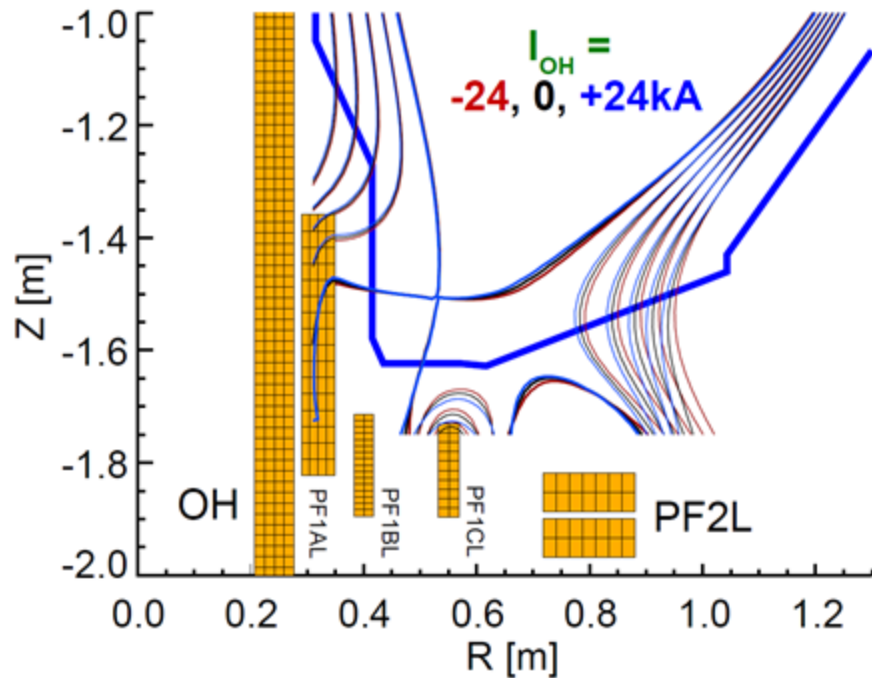 I_OH =
-24, 0, +24kA
-1.0
-1.2
-1.4
-1.6
-1.8
-2.0
Z [m]
OH
PF1AL
PF1BL
PF1CL
PF2L
0.0 0.2 0.4 0.6 0.8 1.0 1.2
R [m]